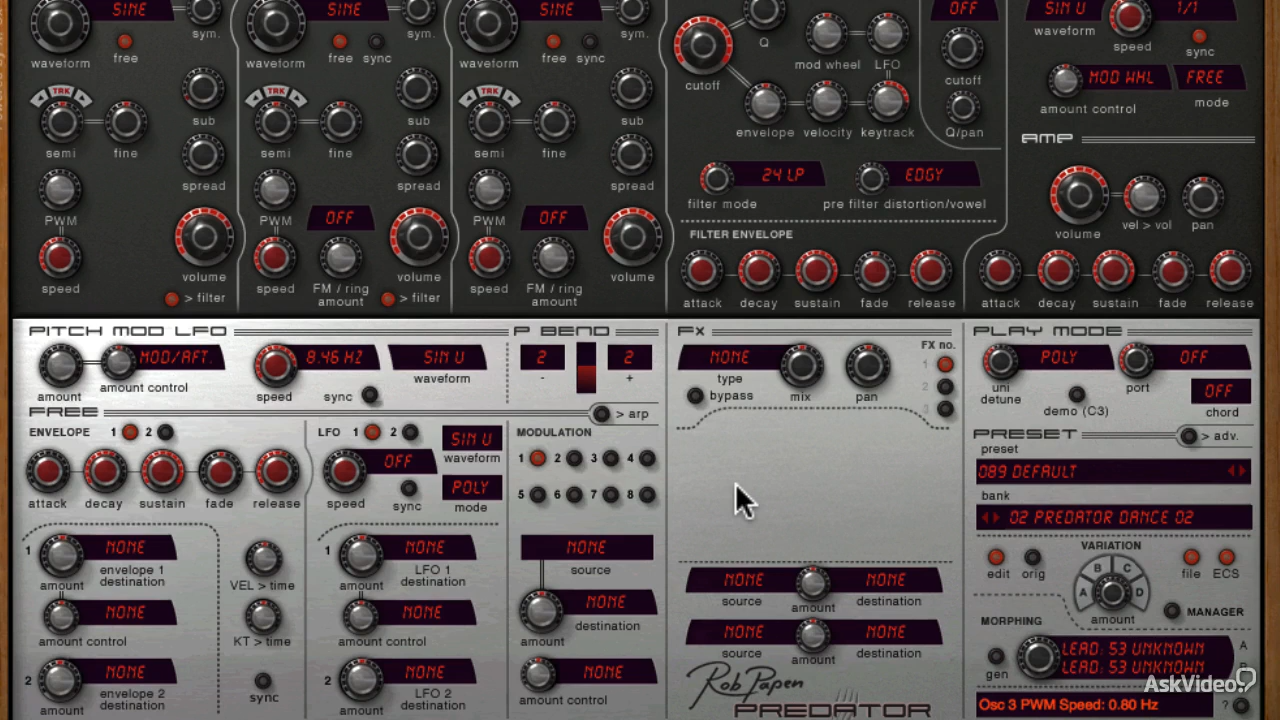 SINE
sym.
waveform
free
TRK
semi
fine
sub
spread
PWM
speed
volume
> filter
SINE
sym.
waveform
free
sync
TRK
semi
fine
sub
spread
PWM
OFF
speed
FM / ring
amount
volume
> filter
SINE
sym.
waveform
free
sync
TRK
semi
fine
sub
spread
PWM
OFF
speed
FM / ring
amount
volume
cutoff
Q
mod wheel
LFO
envelope
velocity
keytrack
OFF
cutoff
Q/pan
24 LP
filter mode
EDGY
pre filter distortion/vowel
FILTER ENVELOPE
attack
decay
sustain
fade
release
SIN U
waveform
speed
1/1
sync
MOD WHL
amount control
FREE
mode
AMP
volume
vel > vol
pan
attack
decay
sustain
fade
release
PITCH MOD LFO
amount
MOD/AFT.
amount control
8.46 HZ
speed
sync
SIN U
waveform
P BEND
2
-
2
+
FREE
> arp
ENVELOPE
1
2
attack
decay
sustain
fade
release
LFO
1
2
OFF
speed
sync
SIN U
waveform
POLY
mode
MODULATION
1 2 3 4
5 6 7 8
1
NONE
amount
envelope 1
destination
NONE
amount control
2
NONE
amount
envelope 2
destination
VEL > time
KT > time
sync
1
NONE
amount
LFO 1
destination
NONE
amount control
2
NONE
amount
LFO 2
destination
NONE
source
NONE
destination
amount
NONE
amount control
FX
NONE
type
bypass
mix
pan
FX no.
1
2
3
NONE
source
amount
NONE
destination
NONE
source
amount
NONE
destination
Rob Papen
PREDATOR
PLAY MODE
POLY
uni
detune
port
OFF
demo (C3)
OFF
chord
PRESET
> adv.
preset
089 DEFAULT
bank
02 PREDATOR DANCE 02
edit
orig
VARIATION
A B C D
amount
file
ECS
MANAGER
MORPHING
gen
LEAD: 53 UNKNOWN
LEAD: 53 UNKNOWN
A
B
AskVideo
Osc 3 PWM Speed: 0.80 Hz
?